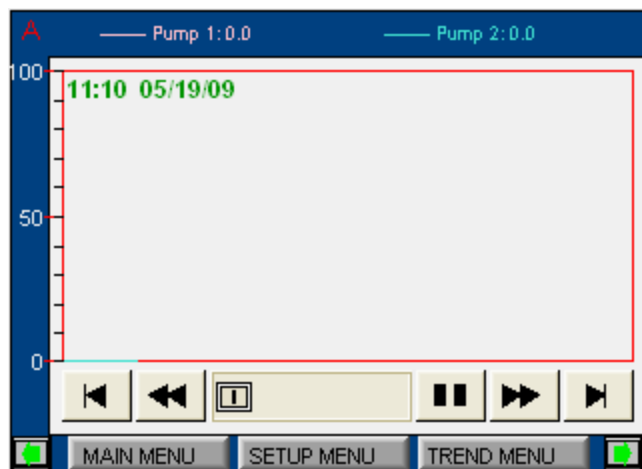 A Pump 1:0.0 Pump 2:0.0
100
11:10 05/19/09
50
0
MAIN MENU SETUP MENU TREND MENU